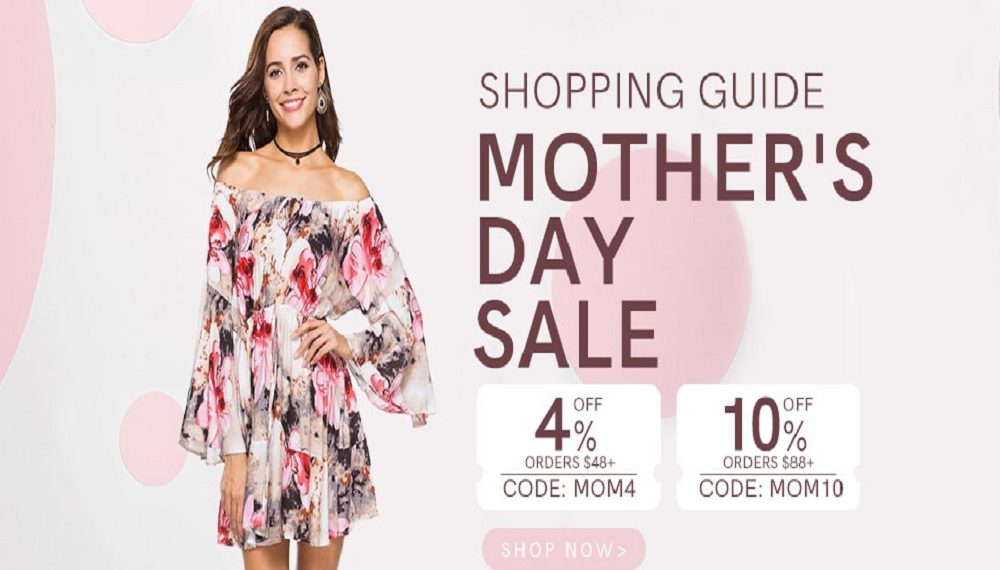 SHOPPING GUIDE
MOTHER'S
DAY
SALE
4% OFF
ORDERS $48+
CODE: MOM4
10% OFF
ORDERS $88+
CODE: MOM10
SHOP NOW>